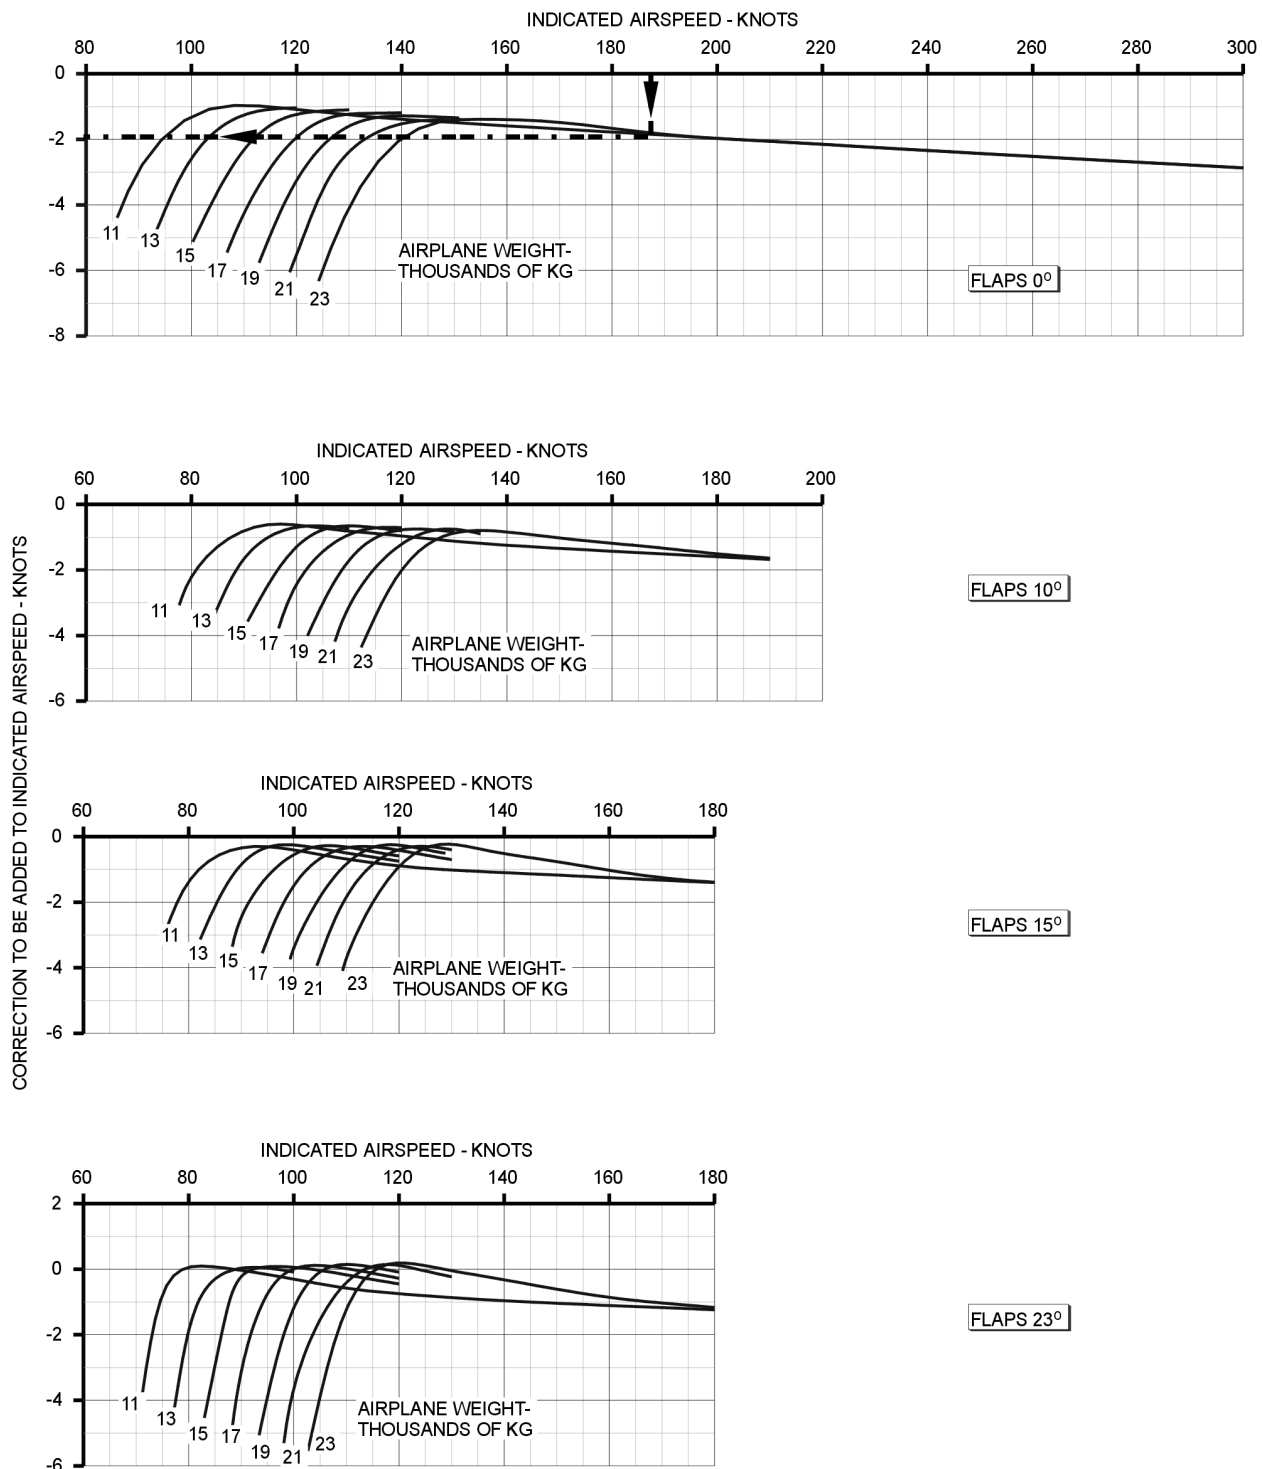 INDICATED AIRSPEED - KNOTS
80 100 120 140 160 180 200 220 240 260 280 300
0
-2
-4
-6
-8
11 13 15 17 19 21 23
AIRPLANE WEIGHT-
THOUSANDS OF KG
FLAPS 0⁰
CORRECTION TO BE ADDED TO INDICATED AIRSPEED - KNOTS
INDICATED AIRSPEED - KNOTS
60 80 100 120 140 160 180 200
0
-2
-4
-6
11 13 15 17 19 21 23
AIRPLANE WEIGHT-
THOUSANDS OF KG
FLAPS 10⁰
INDICATED AIRSPEED - KNOTS
60 80 100 120 140 160 180
0
-2
-4
-6
11 13 15 17 19 21 23
AIRPLANE WEIGHT-
THOUSANDS OF KG
FLAPS 15⁰
INDICATED AIRSPEED - KNOTS
60 80 100 120 140 160 180
2
0
-2
-4
-6
11 13 15 17 19 21 23
AIRPLANE WEIGHT-
THOUSANDS OF KG
FLAPS 23⁰